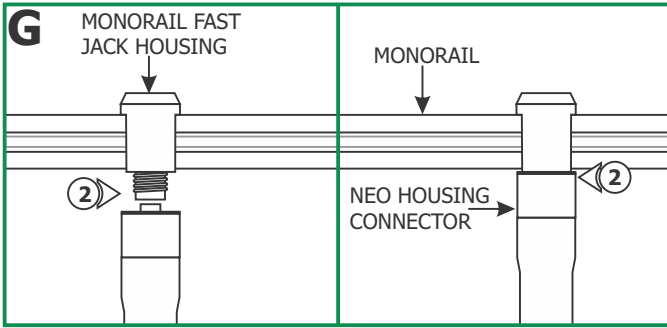 G
MONORAIL FAST
JACK HOUSING
2
MONORAIL
2
NEO HOUSING
CONNECTOR